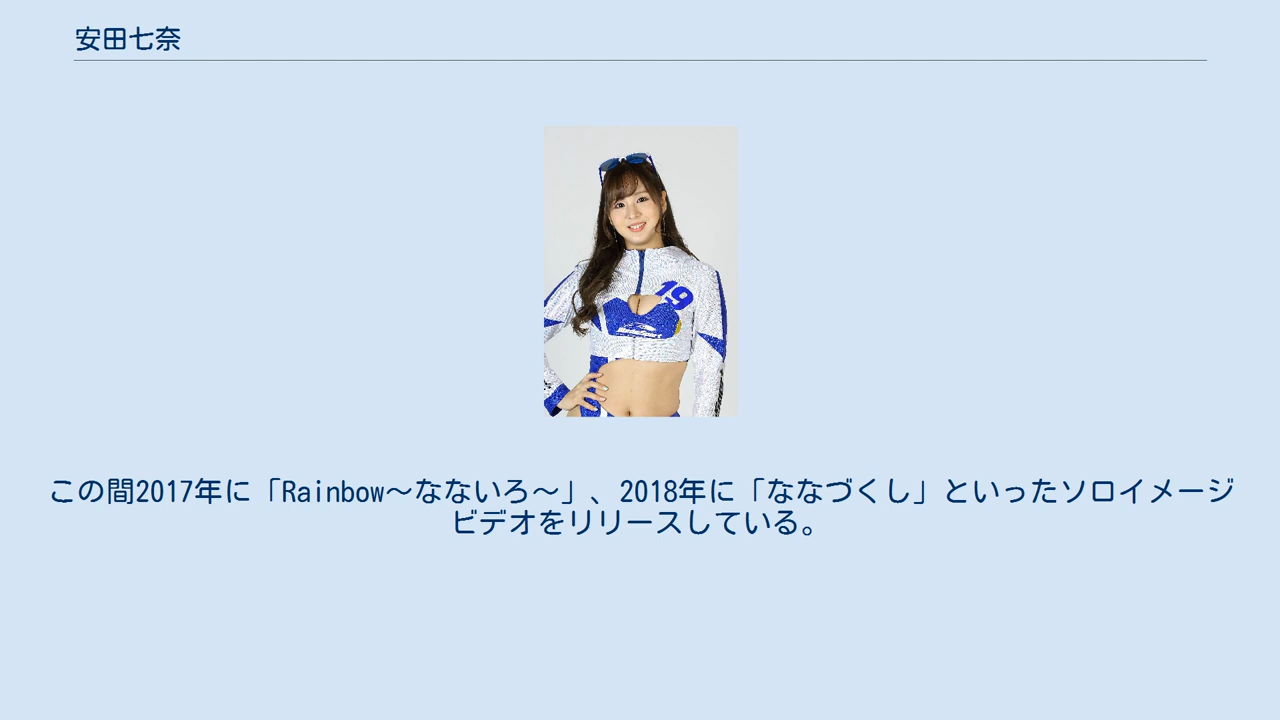 安田七奈
19
この間2017年に「Rainbow～なないろ～」、2018年に「ななづくし」といったソロイメージ
ビデオをリリースしている。